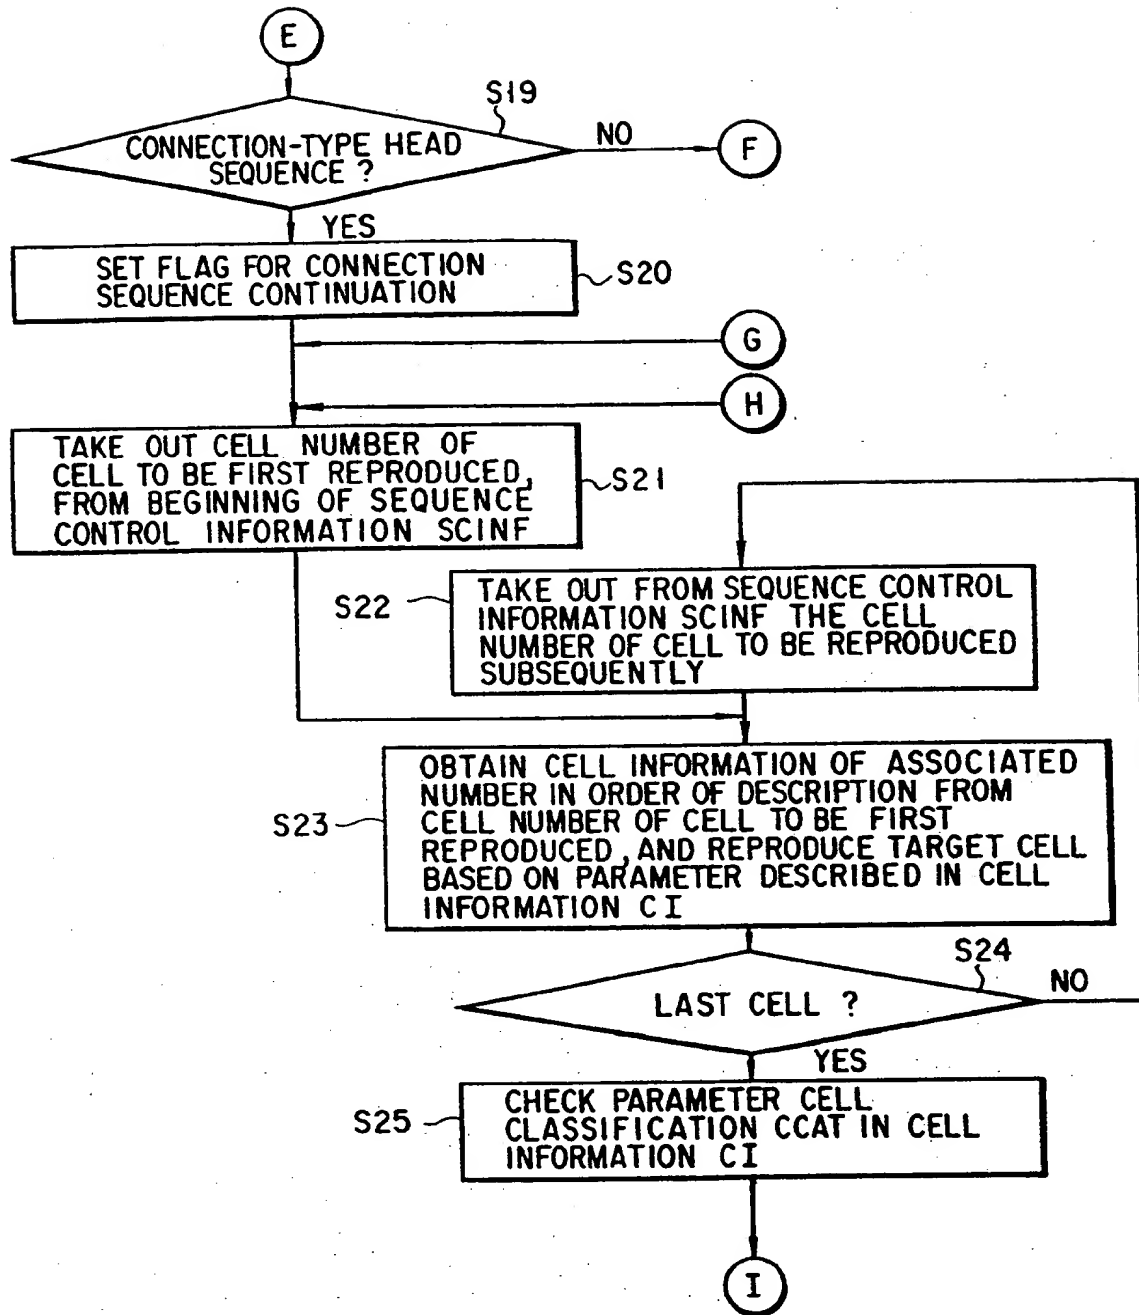 E
S19
CONNECTION-TYPE HEAD
SEQUENCE ?
NO
F
YES
SET FLAG FOR CONNECTION
SEQUENCE CONTINUATION
S20
G
H
TAKE OUT CELL NUMBER OF
CELL TO BE FIRST REPRODUCED,
FROM BEGINNING OF SEQUENCE
CONTROL INFORMATION SCINF
S21
S22
TAKE OUT FROM SEQUENCE CONTROL
INFORMATION SCINF THE CELL
NUMBER OF CELL TO BE REPRODUCED
SUBSEQUENTLY
S23
OBTAIN CELL INFORMATION OF ASSOCIATED
NUMBER IN ORDER OF DESCRIPTION FROM
CELL NUMBER OF CELL TO BE FIRST
REPRODUCED, AND REPRODUCE TARGET CELL
BASED ON PARAMETER DESCRIBED IN CELL
INFORMATION CI
S24
LAST CELL ?
NO
YES
S25
CHECK PARAMETER CELL
CLASSIFICATION CCAT IN CELL
INFORMATION CI
I